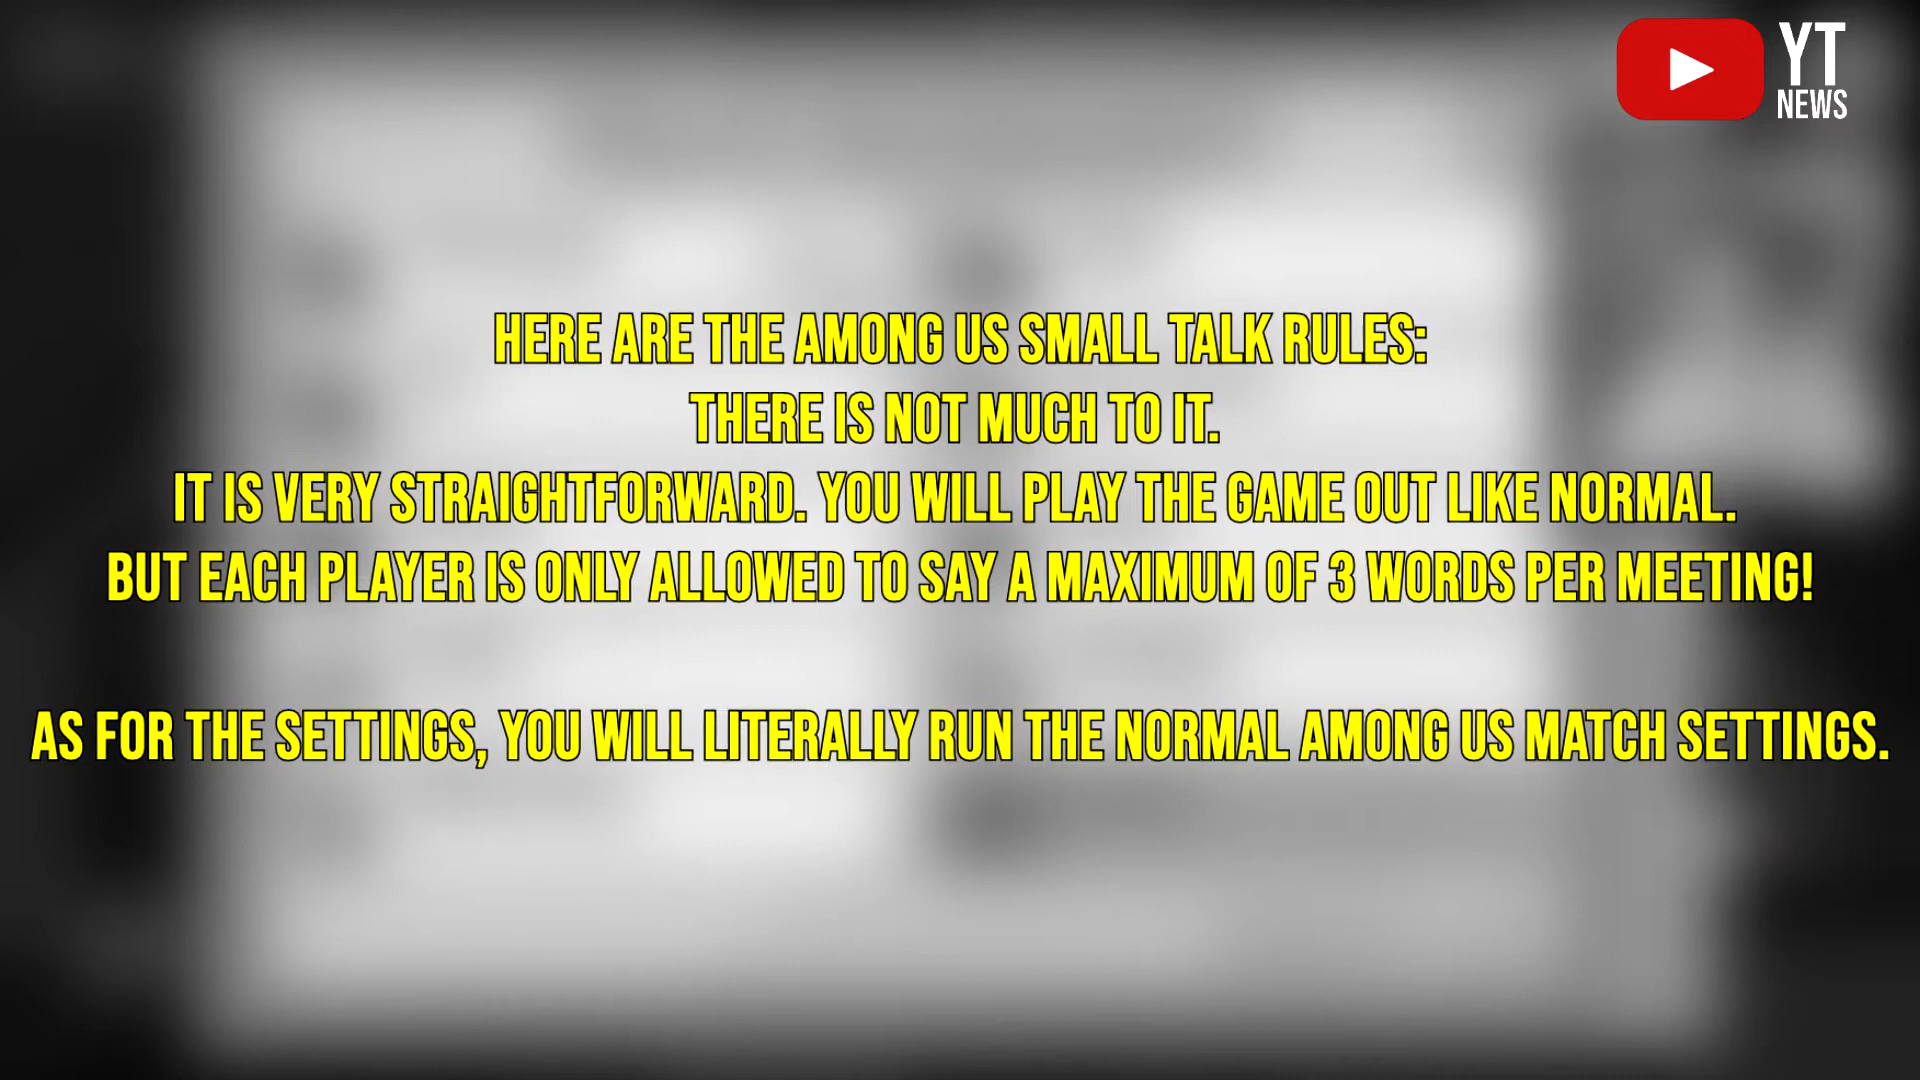 YT
NEWS
HERE ARE THE AMONG US SMALL TALK RULES:
THERE IS NOT MUCH TO IT.
IT IS VERY STRAIGHTFORWARD. YOU WILL PLAY THE GAME OUT LIKE NORMAL.
BUT EACH PLAYER IS ONLY ALLOWED TO SAY A MAXIMUM OF 3 WORDS PER MEETING!
AS FOR THE SETTINGS, YOU WILL LITERALLY RUN THE NORMAL AMONG US MATCH SETTINGS.